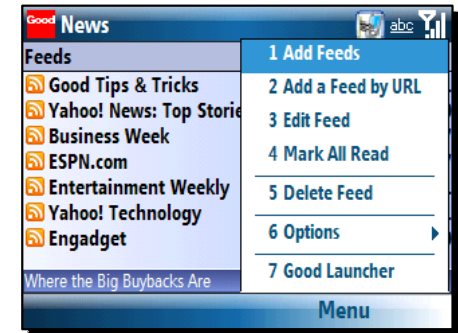 Good News abc
Feeds
Good Tips & Tricks
Yahoo! News: Top Storie
Business Week
ESPN.com
Entertainment Weekly
Yahoo! Technology
Engadget
Where the Big Buybacks Are
1 Add Feeds
2 Add a Feed by URL
3 Edit Feed
4 Mark All Read
5 Delete Feed
6 Options
7 Good Launcher
Menu